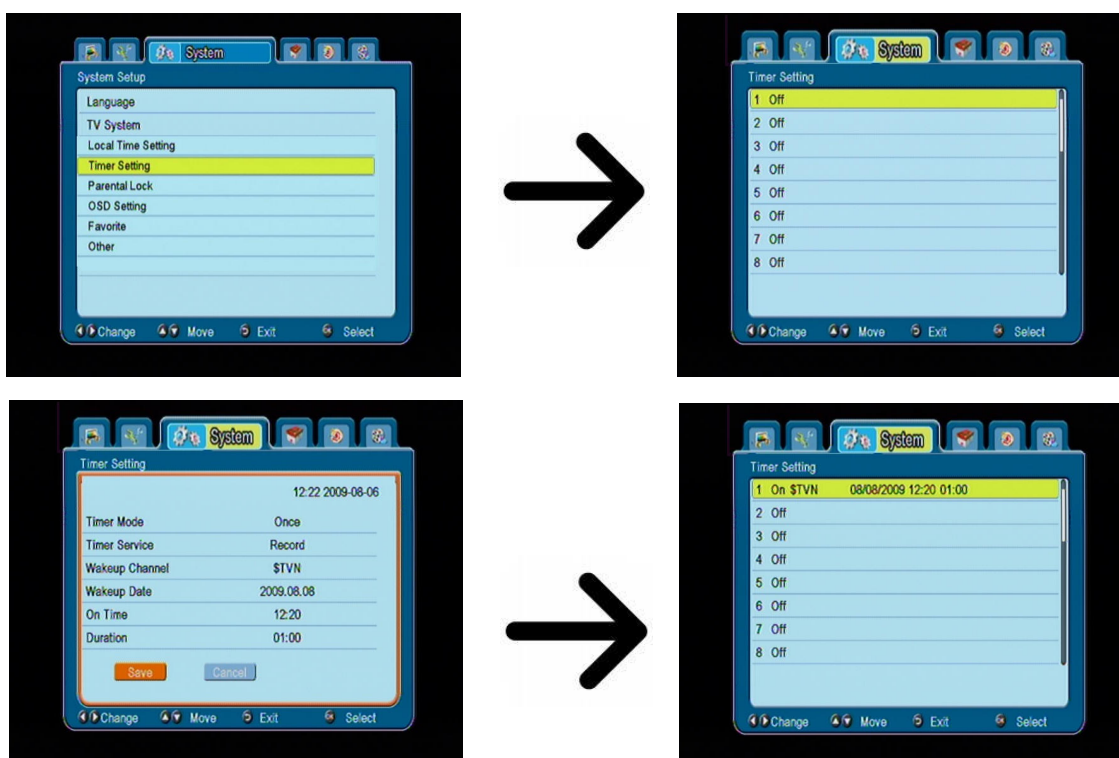 System
System Setup
Language
TV System
Local Time Setting
Timer Setting
Parental Lock
OSD Setting
Favorite
Other
Change Move Exit Select
System
Timer Setting
1 Off
2 Off
3 Off
4 Off
5 Off
6 Off
7 Off
8 Off
Change Move Exit Select
System
Timer Setting
12:22 2009-08-06
Timer Mode Once
Timer Service Record
Wakeup Channel $TVN
Wakeup Date 2009.08.08
On Time 12:20
Duration 01:00
Save Cancel
Change Move Exit Select
System
Timer Setting
1 On $TVN 08/08/2009 12:20 01:00
2 Off
3 Off
4 Off
5 Off
6 Off
7 Off
8 Off
Change Move Exit Select